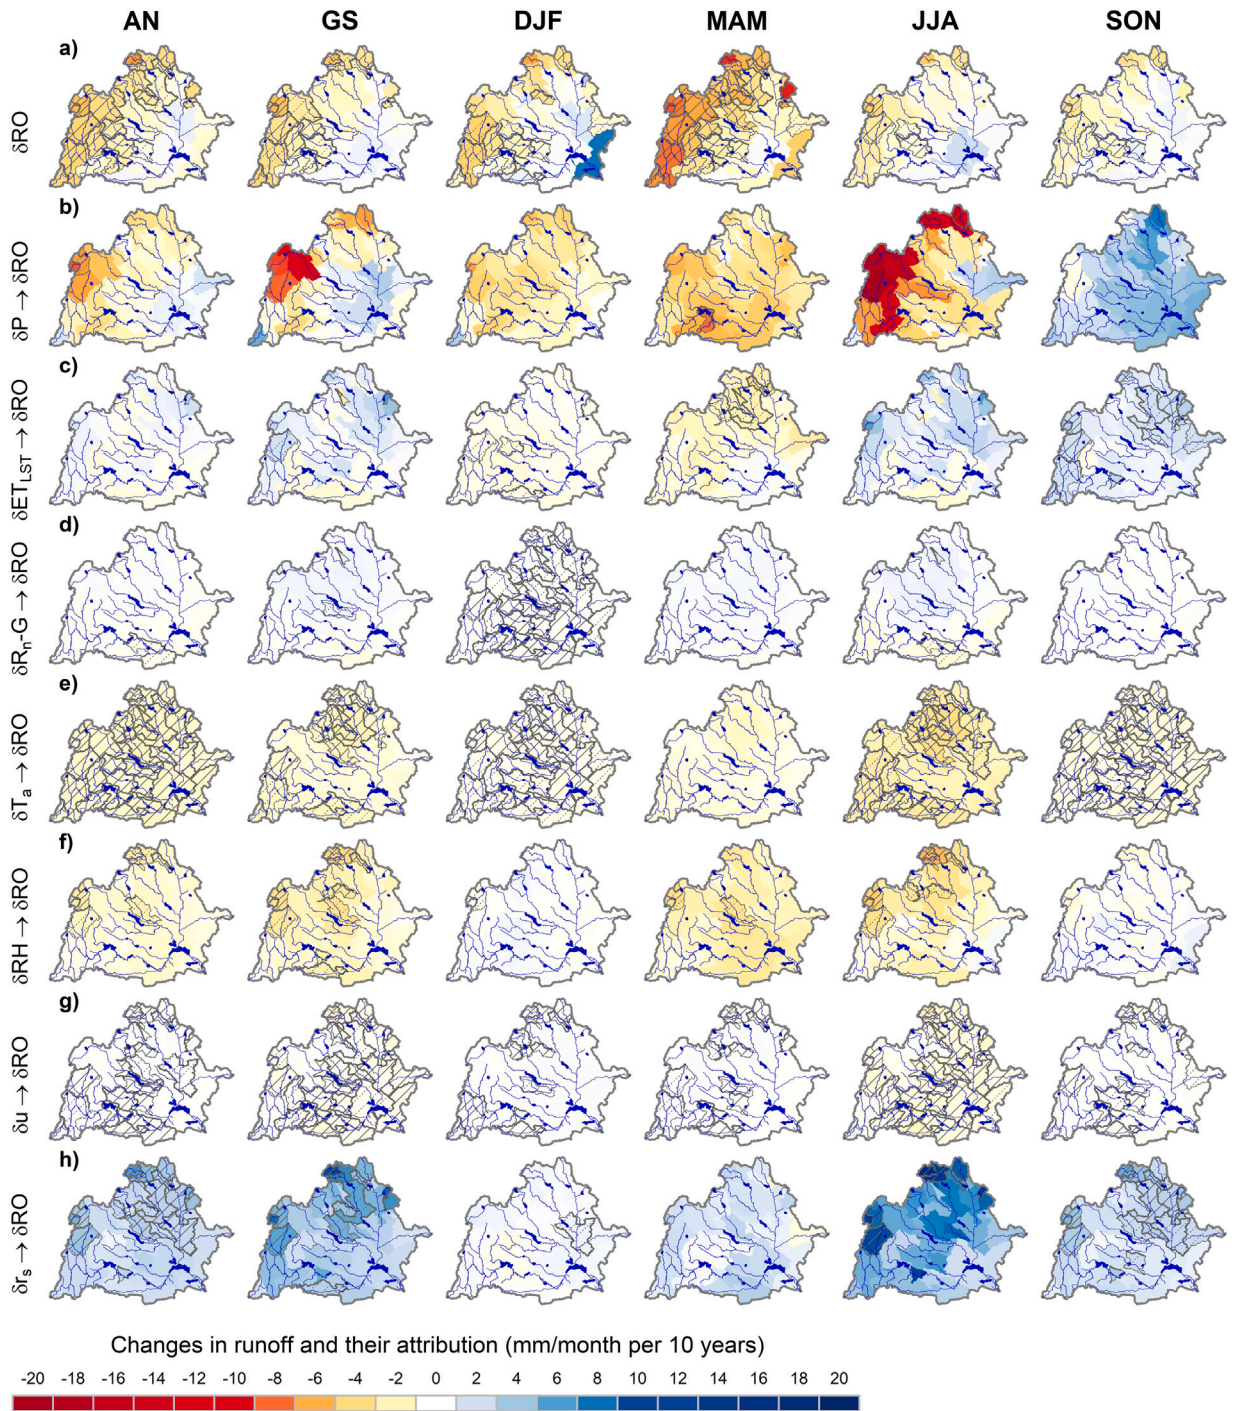 AN GS DJF MAM JJA SON
a)
δRO
b)
δP → δRO
c)
δET_LST → δRO
d)
δR_n-G → δRO
e)
δT_a → δRO
f)
δRH → δRO
g)
δu → δRO
h)
δr_s → δRO
Changes in runoff and their attribution (mm/month per 10 years)
-20 -18 -16 -14 -12 -10 -8 -6 -4 -2 0 2 4 6 8 10 12 14 16 18 20